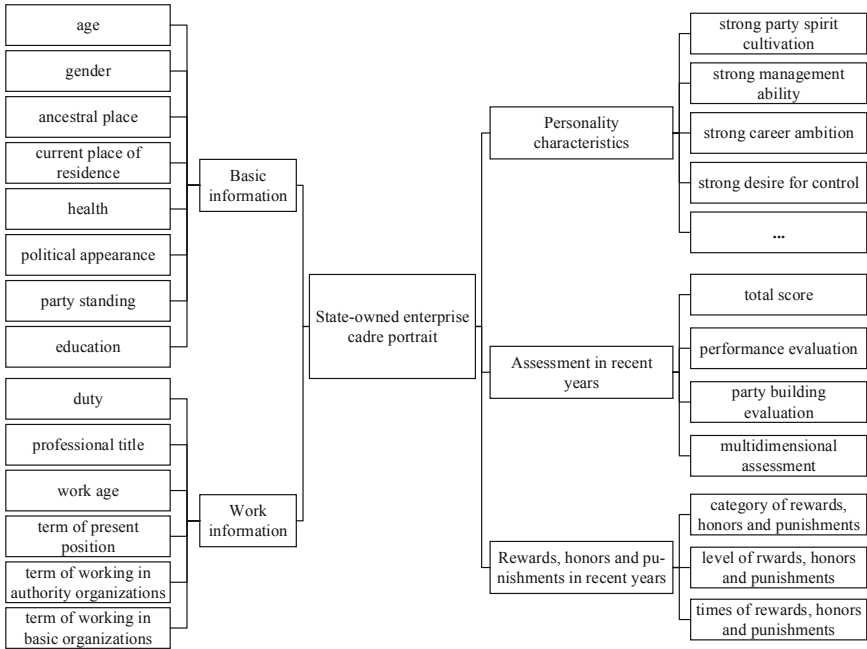 age
gender
ancestral place
current place of
residence
health
political appearance
party standing
education
Basic
information
duty
professional title
work age
term of present
position
term of working in
authority organizations
term of working in
basic organizations
Work
information
State-owned enterprise
cadre portrait
Personality
characteristics
strong party spirit
cultivation
strong management
ability
strong career ambition
strong desire for control
...
Assessment in recent
years
total score
performance evaluation
party building
evaluation
multidimensional
assessment
Rewards, honors and pu-
nishments in recent years
category of rewards,
honors and punishments
level of rwards, honors
and punishments
times of rewards, honors
and punishments